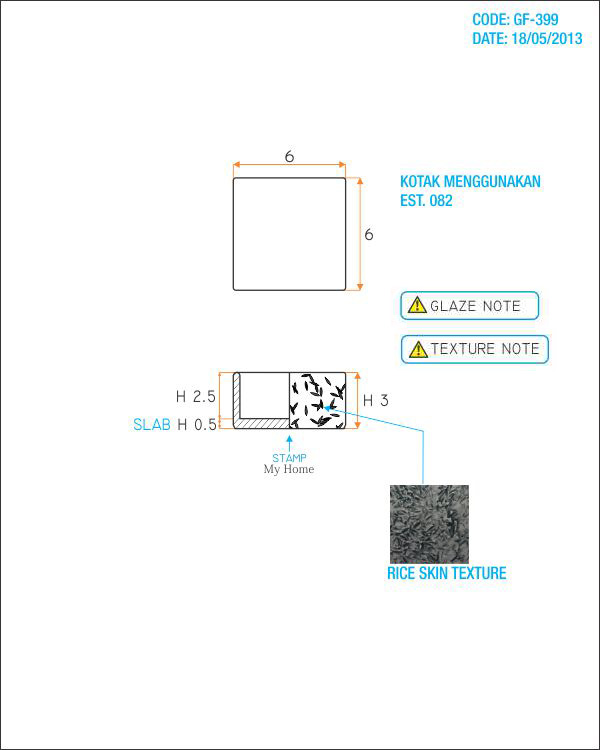 CODE: GF-399
DATE: 18/05/2013
6
KOTAK MENGGUNAKAN
EST. 082
6
GLAZE NOTE
TEXTURE NOTE
H 2.5
H 3
SLAB H 0.5
STAMP
My Home
RICE SKIN TEXTURE